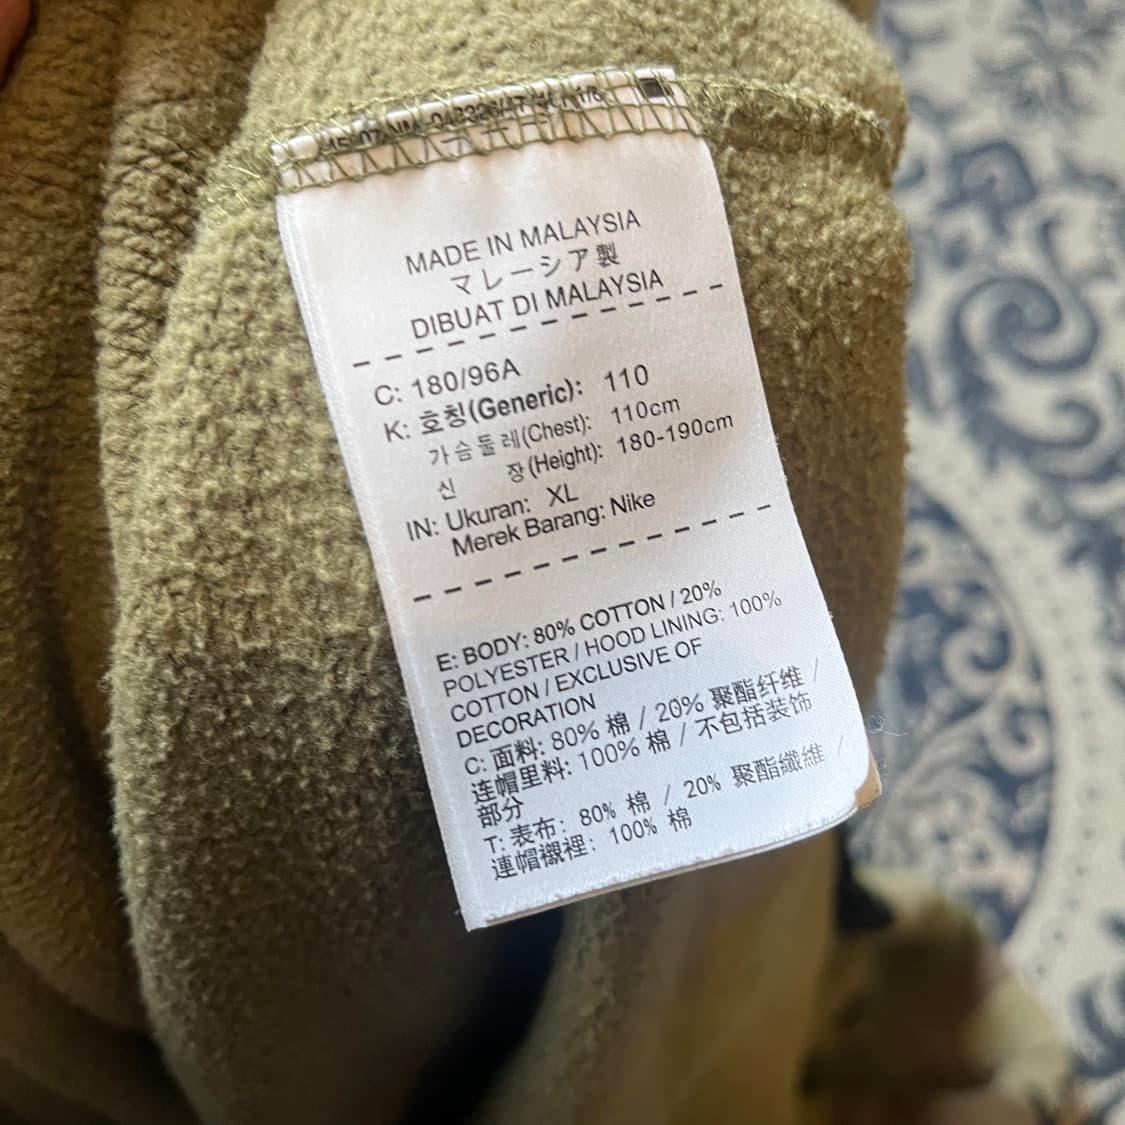 MADE IN MALAYSIA
マレーシア製
DIBUAT DI MALAYSIA
C: 180/96A
K: 호칭(Generic): 110
가슴둘레(Chest): 110cm
신 장(Height): 180-190cm
IN: Ukuran: XL
Merek Barang: Nike
E: BODY: 80% COTTON / 20%
POLYESTER / HOOD LINING: 100%
COTTON / EXCLUSIVE OF
DECORATION
C: 面料: 80% 棉 / 20% 聚酯纤维 /
连帽里料: 100% 棉 / 不包括装饰
部分
T: 表布: 80% 棉 / 20% 聚酯纖維 /
連帽襯裡: 100% 棉